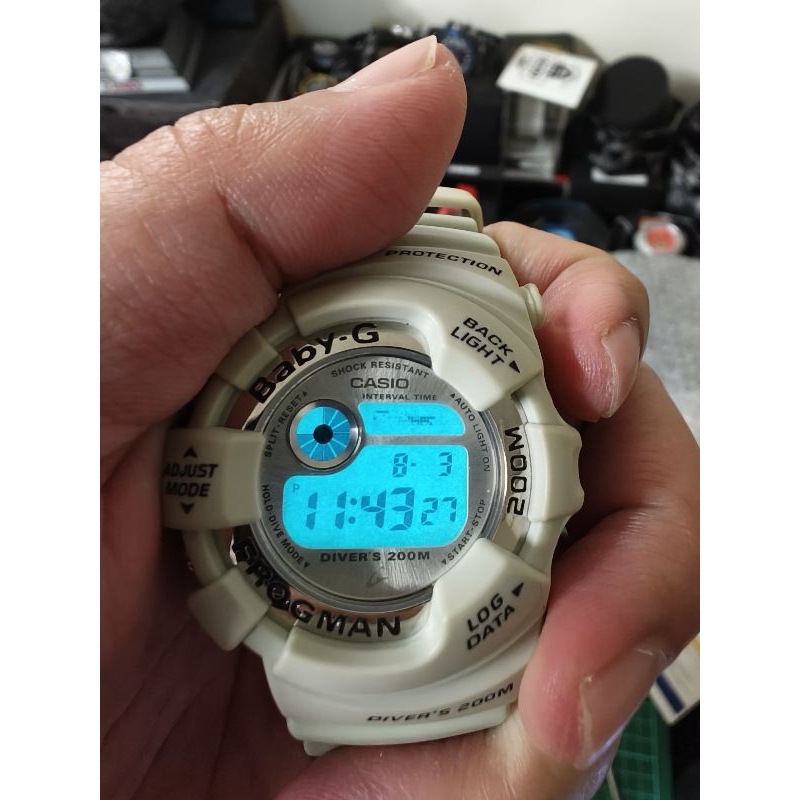 PROTECTION
BACK
LIGHT
Baby-G
SHOCK RESISTANT
CASIO
INTERVAL TIME
SPLIT·RESET
AUTO LIGHT ON
ADJUST
MODE
200M
8- 3
P
11:43 27
HOLD·DIVE MODE
START·STOP
DIVER'S 200M
FROGMAN
LOG
DATA
DIVER'S 200M